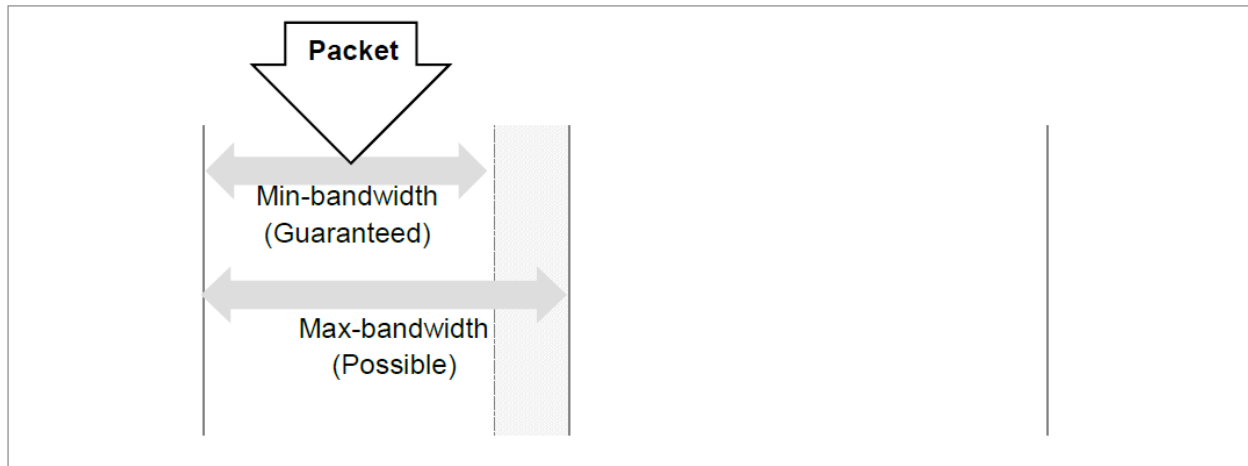 Packet
Min-bandwidth
(Guaranteed)
Max-bandwidth
(Possible)